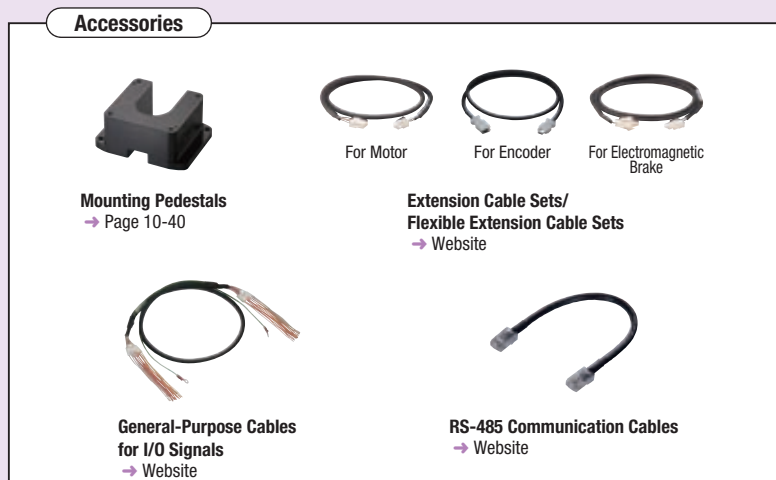 Accessories
For Motor
For Encoder
For Electromagnetic
Brake
Mounting Pedestals
→ Page 10-40
Extension Cable Sets/
Flexible Extension Cable Sets
→ Website
General-Purpose Cables
for I/O Signals
→ Website
RS-485 Communication Cables
→ Website